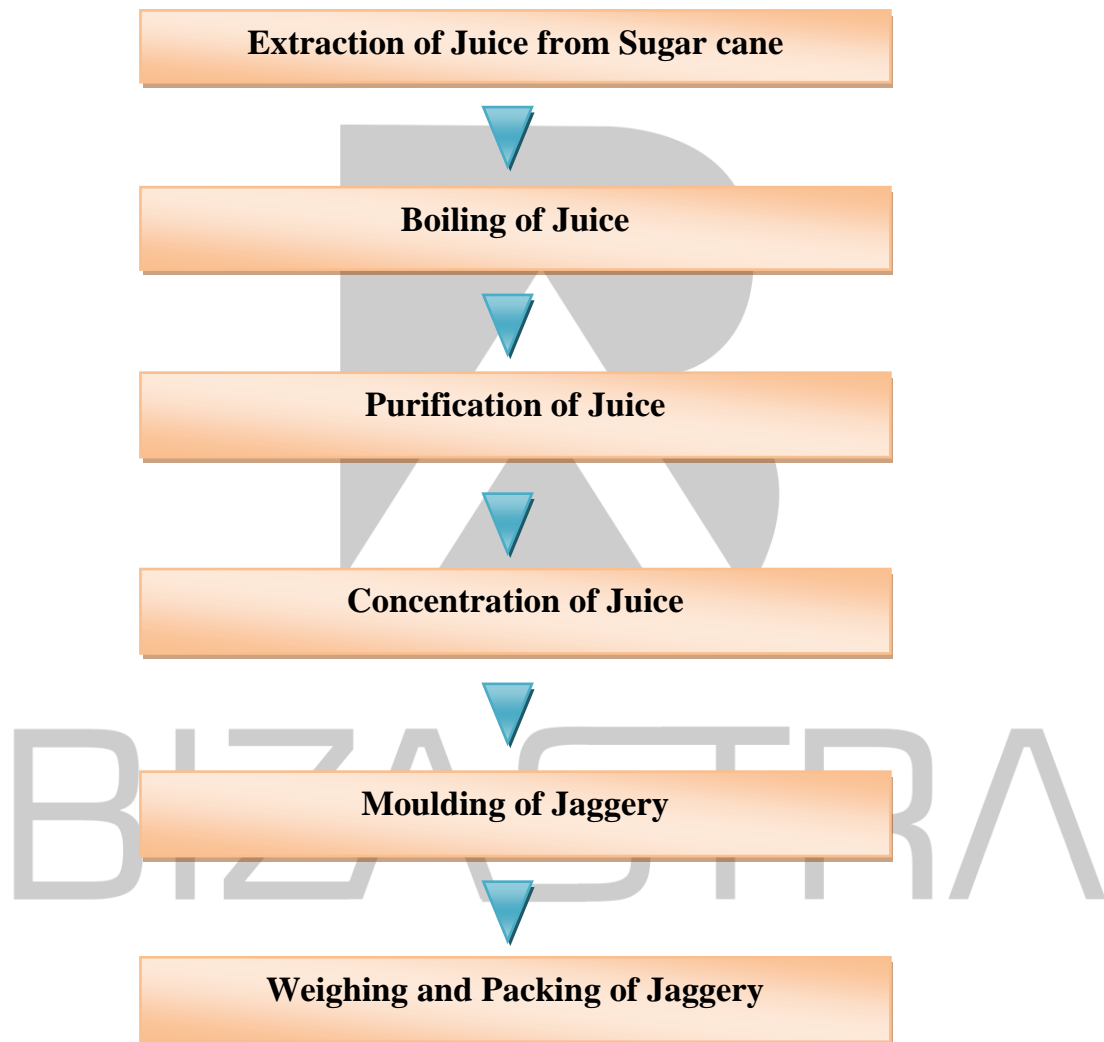 Extraction of Juice from Sugar cane
Boiling of Juice
Purification of Juice
Concentration of Juice
BIZASTRA
Moulding of Jaggery
Weighing and Packing of Jaggery